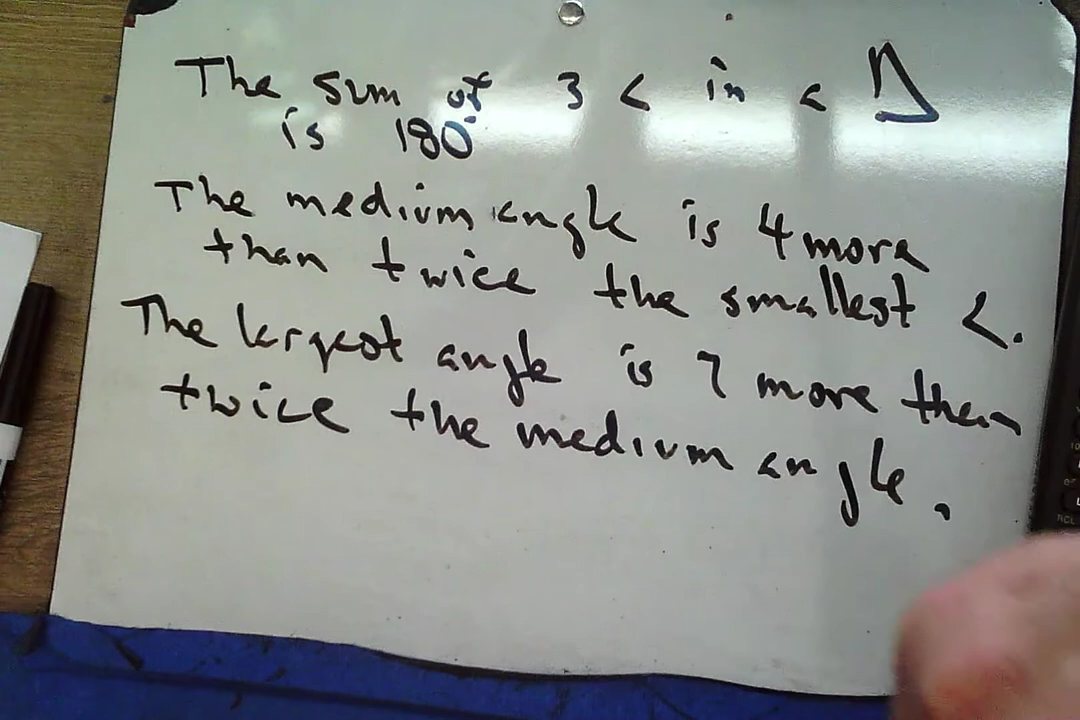 The sum of 3 < in a △
is 180°
The medium angle is 4 more
than twice the smallest <.
The largest angle is 7 more than
twice the medium angle.
RCL